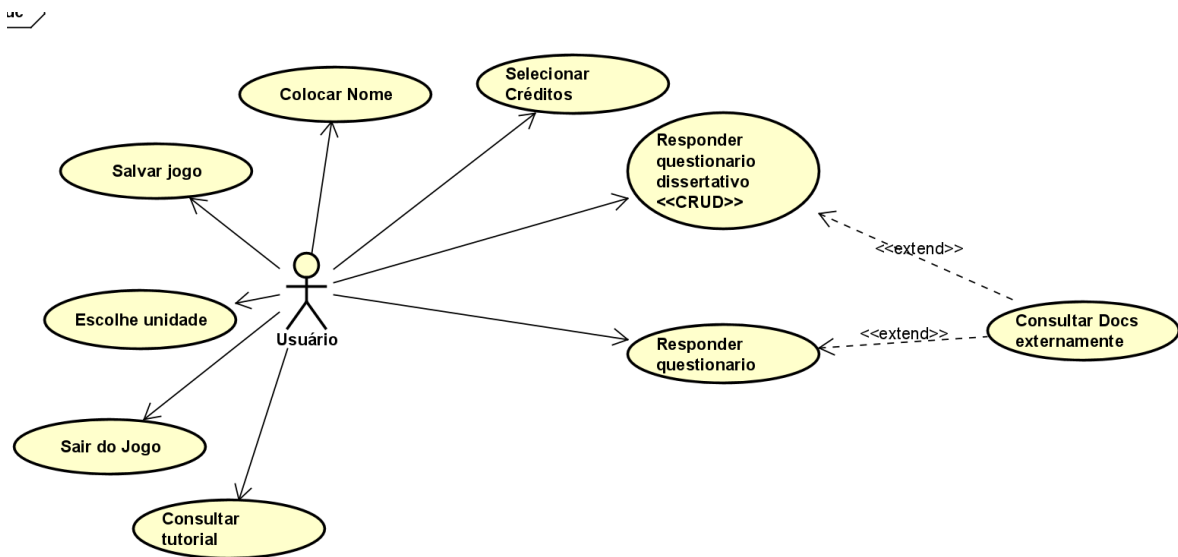 uc
Colocar Nome
Selecionar
Créditos
Salvar jogo
Responder
questionario
dissertativo
<<CRUD>>
<<extend>>
Escolhe unidade
Usuário
Responder
questionario
<<extend>>
Consultar Docs
externamente
Sair do Jogo
Consultar
tutorial